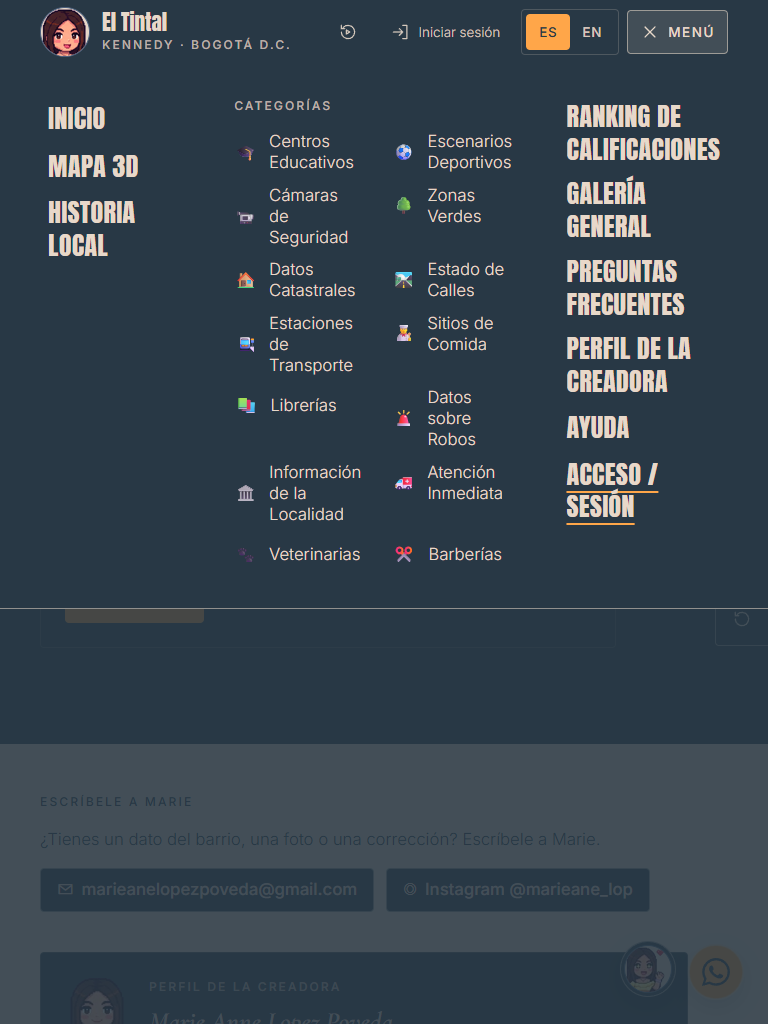 El Tintal
KENNEDY · BOGOTÁ D.C.
Iniciar sesión
ES
EN
MENÚ
INICIO
MAPA 3D
HISTORIA
LOCAL
CATEGORÍAS
Centros
Educativos
Escenarios
Deportivos
Cámaras
de
Seguridad
Zonas
Verdes
Datos
Catastrales
Estado de
Calles
Estaciones
de
Transporte
Sitios de
Comida
Librerías
Datos
sobre
Robos
Información
de la
Localidad
Atención
Inmediata
Veterinarias
Barberías
RANKING DE
CALIFICACIONES
GALERÍA
GENERAL
PREGUNTAS
FRECUENTES
PERFIL DE LA
CREADORA
AYUDA
ACCESO /
SESIÓN
ESCRÍBELE A MARIE
¿Tienes un dato del barrio, una foto o una corrección? Escríbele a Marie.
marieanelopezpoveda@gmail.com
Instagram @marieane_lop
PERFIL DE LA CREADORA
Marie Anne Lopez Poveda